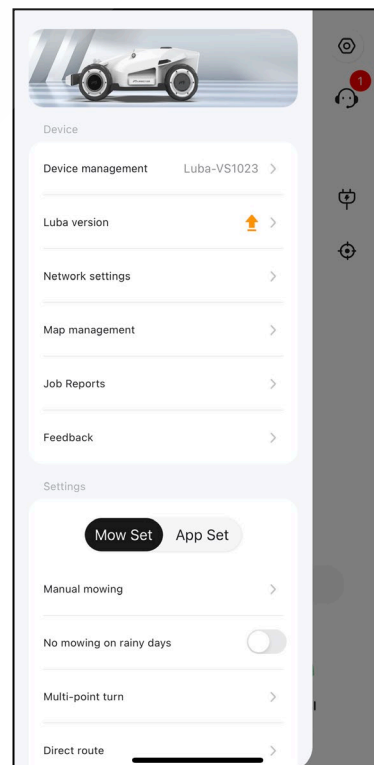 1
Device
Device management Luba-VS1023
Luba version
Network settings
Map management
Job Reports
Feedback
Settings
Mow Set App Set
Manual mowing
No mowing on rainy days
Multi-point turn
Direct route